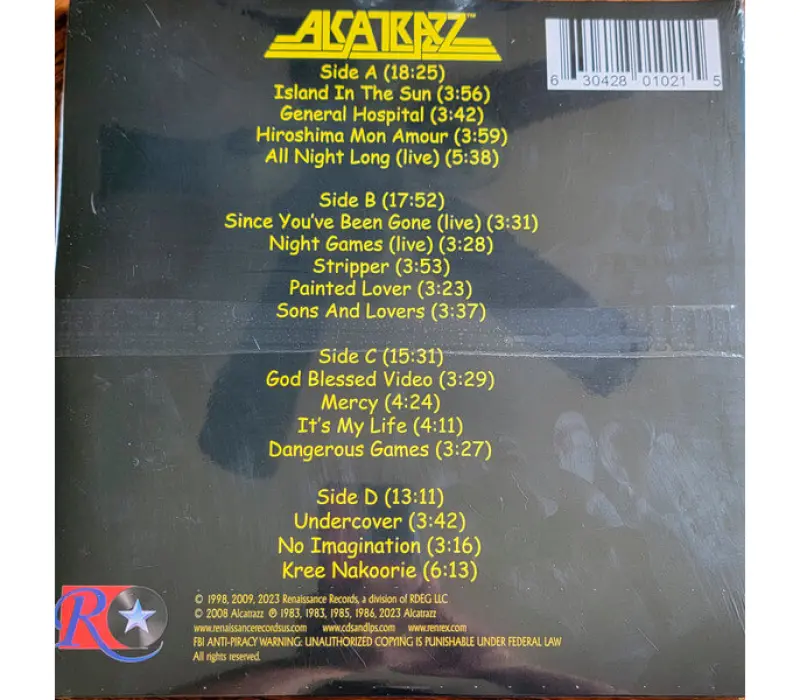 ALCATRAZZ™
6 30428 01021 5
Side A (18:25)
Island In The Sun (3:56)
General Hospital (3:42)
Hiroshima Mon Amour (3:59)
All Night Long (live) (5:38)
Side B (17:52)
Since You've Been Gone (live) (3:31)
Night Games (live) (3:28)
Stripper (3:53)
Painted Lover (3:23)
Sons And Lovers (3:37)
Side C (15:31)
God Blessed Video (3:29)
Mercy (4:24)
It's My Life (4:11)
Dangerous Games (3:27)
Side D (13:11)
Undercover (3:42)
No Imagination (3:16)
Kree Nakoorie (6:13)
R
© 1998, 2009, 2023 Renaissance Records, a division of RDEG LLC
© 2008 Alcatrazz ℗ 1983, 1983, 1985, 1986, 2023 Alcatrazz
www.renaissancerecordsus.com www.cdsandlps.com www.renrex.com
FBI ANTI-PIRACY WARNING: UNAUTHORIZED COPYING IS PUNISHABLE UNDER FEDERAL LAW
All rights reserved.